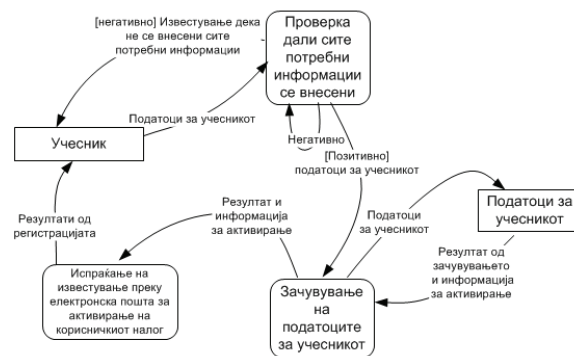 [негативно] Известување дека
не се внесени сите
потребни информации
Проверка
дали сите
потребни
информации
се внесени
Податоци за учесникот
Учесник
Негативно
[Позитивно]
податоци за учесникот
Резултати од
регистрацијата
Резултат и
информација
за активирање
Податоци
за учесникот
Податоци за
учесникот
Резултат од
зачувувањето
и информација
за активирање
Испраќање на
известување преку
електронска пошта за
активирање на
корисничкиот налог
Зачувување
на
податоците
за учесникот